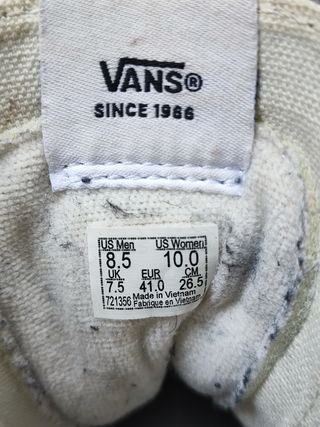 VANS®
SINCE 1966
US Men US Women
8.5 10.0
UK EUR CM
7.5 41.0 26.5
721356 Made in Vietnam
Fabriqué en Vietnam